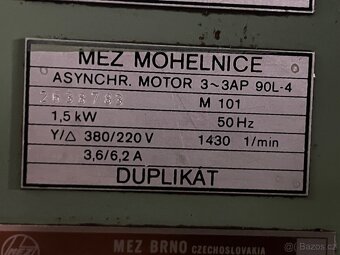 MEZ MOHELNICE
ASYNCHR. MOTOR 3~3AP 90L-4
M 101
1,5 kW 50 Hz
Y/△ 380/220 V 1430 1/min
3,6/6,2 A
DUPLIKÁT
MEZ BRNO CZECHOSLOVAKIA
Bazoš.cz